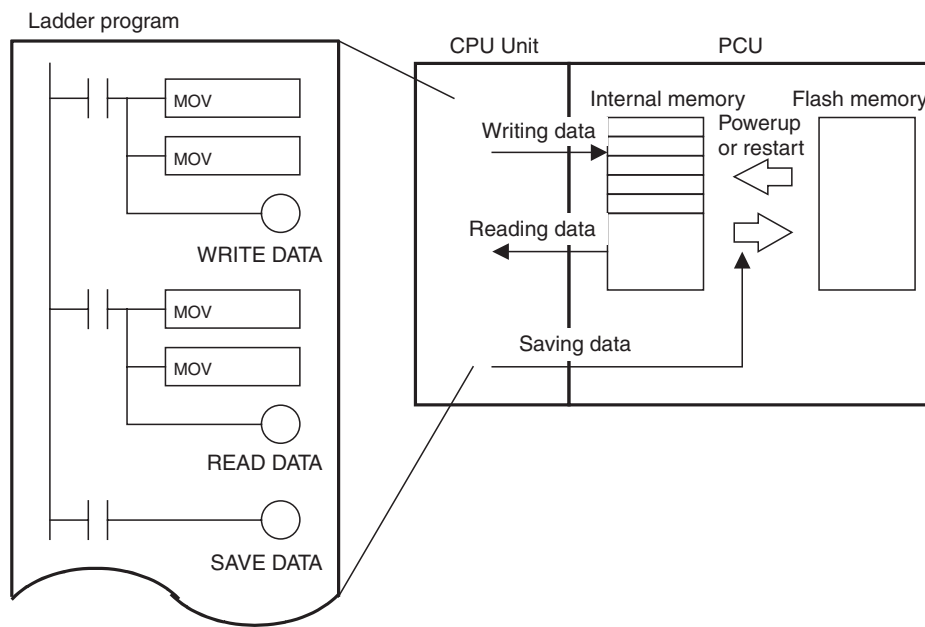 Ladder program
MOV
MOV
WRITE DATA
MOV
MOV
READ DATA
SAVE DATA
CPU Unit
PCU
Internal memory
Flash memory
Writing data
Powerup
or restart
Reading data
Saving data